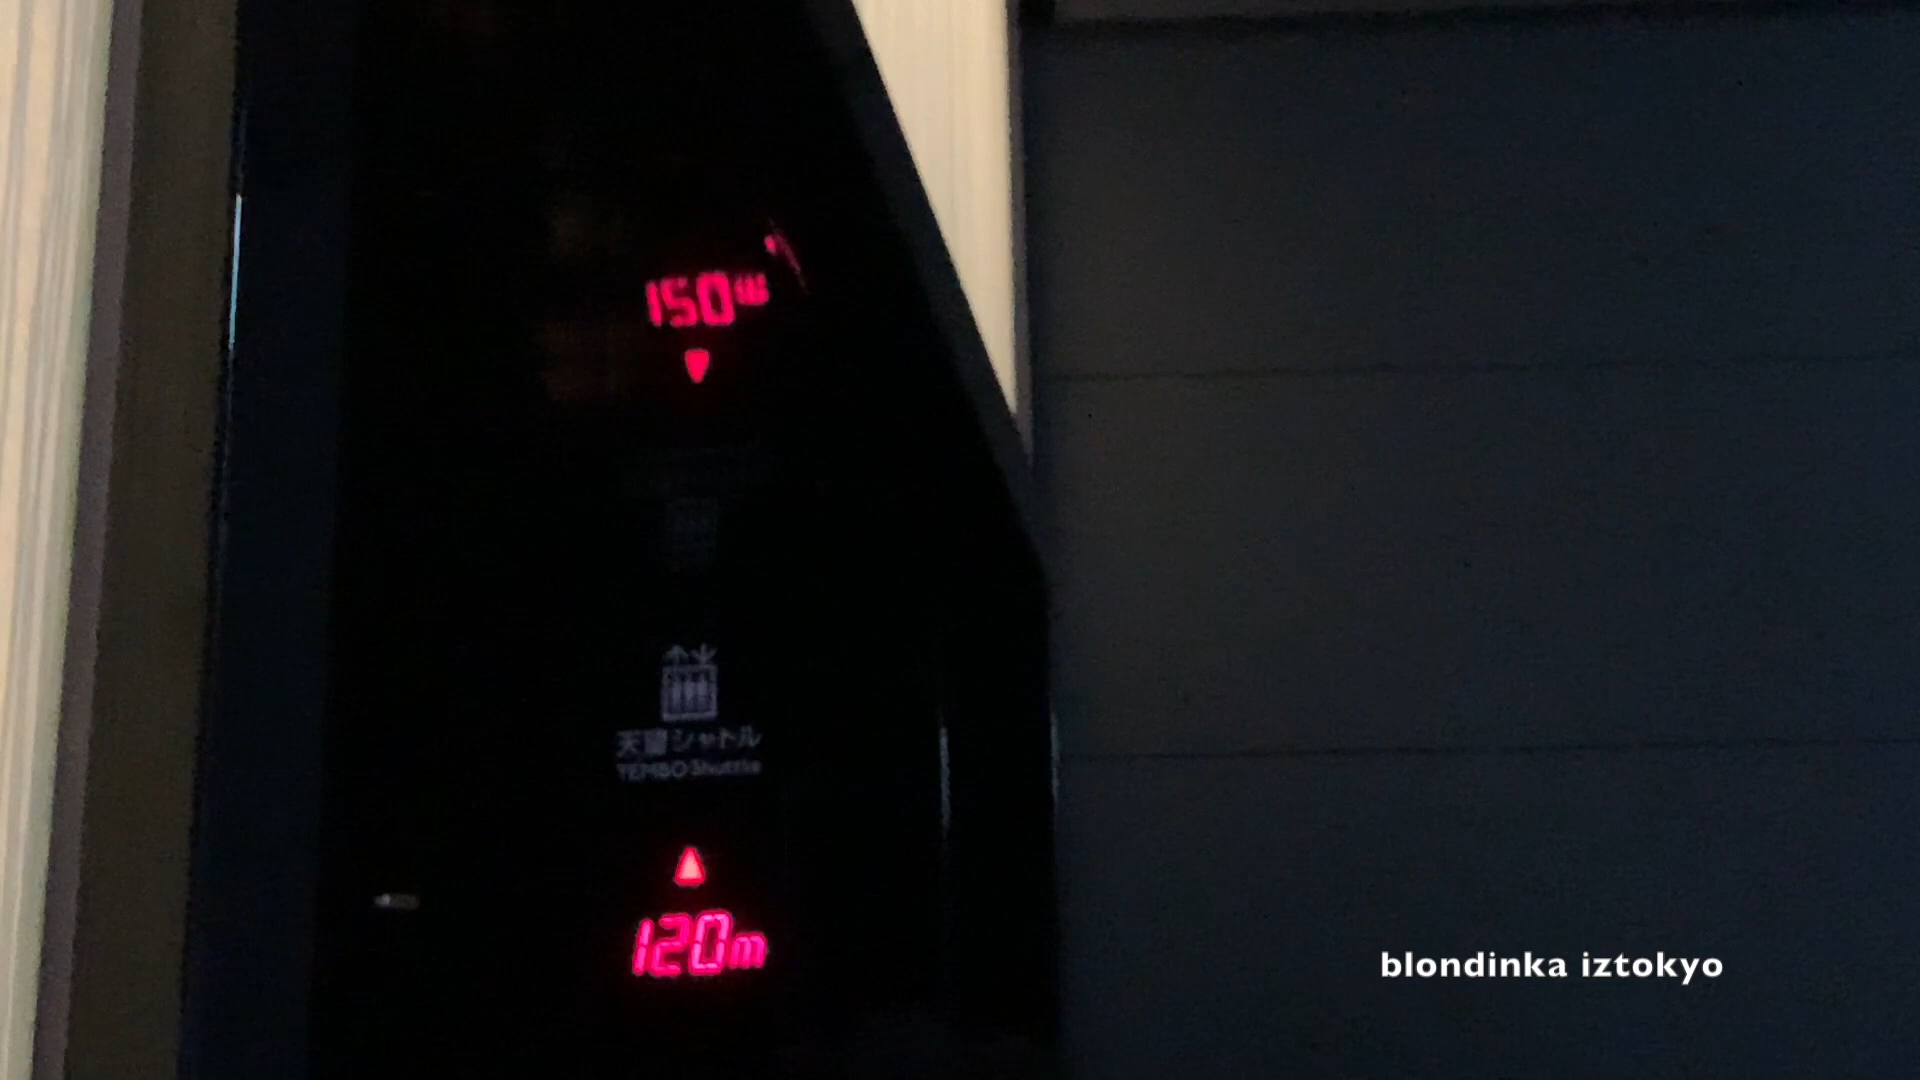 150m
天望シャトル
TEMBO Shuttle
120m
blondinka iztokyo